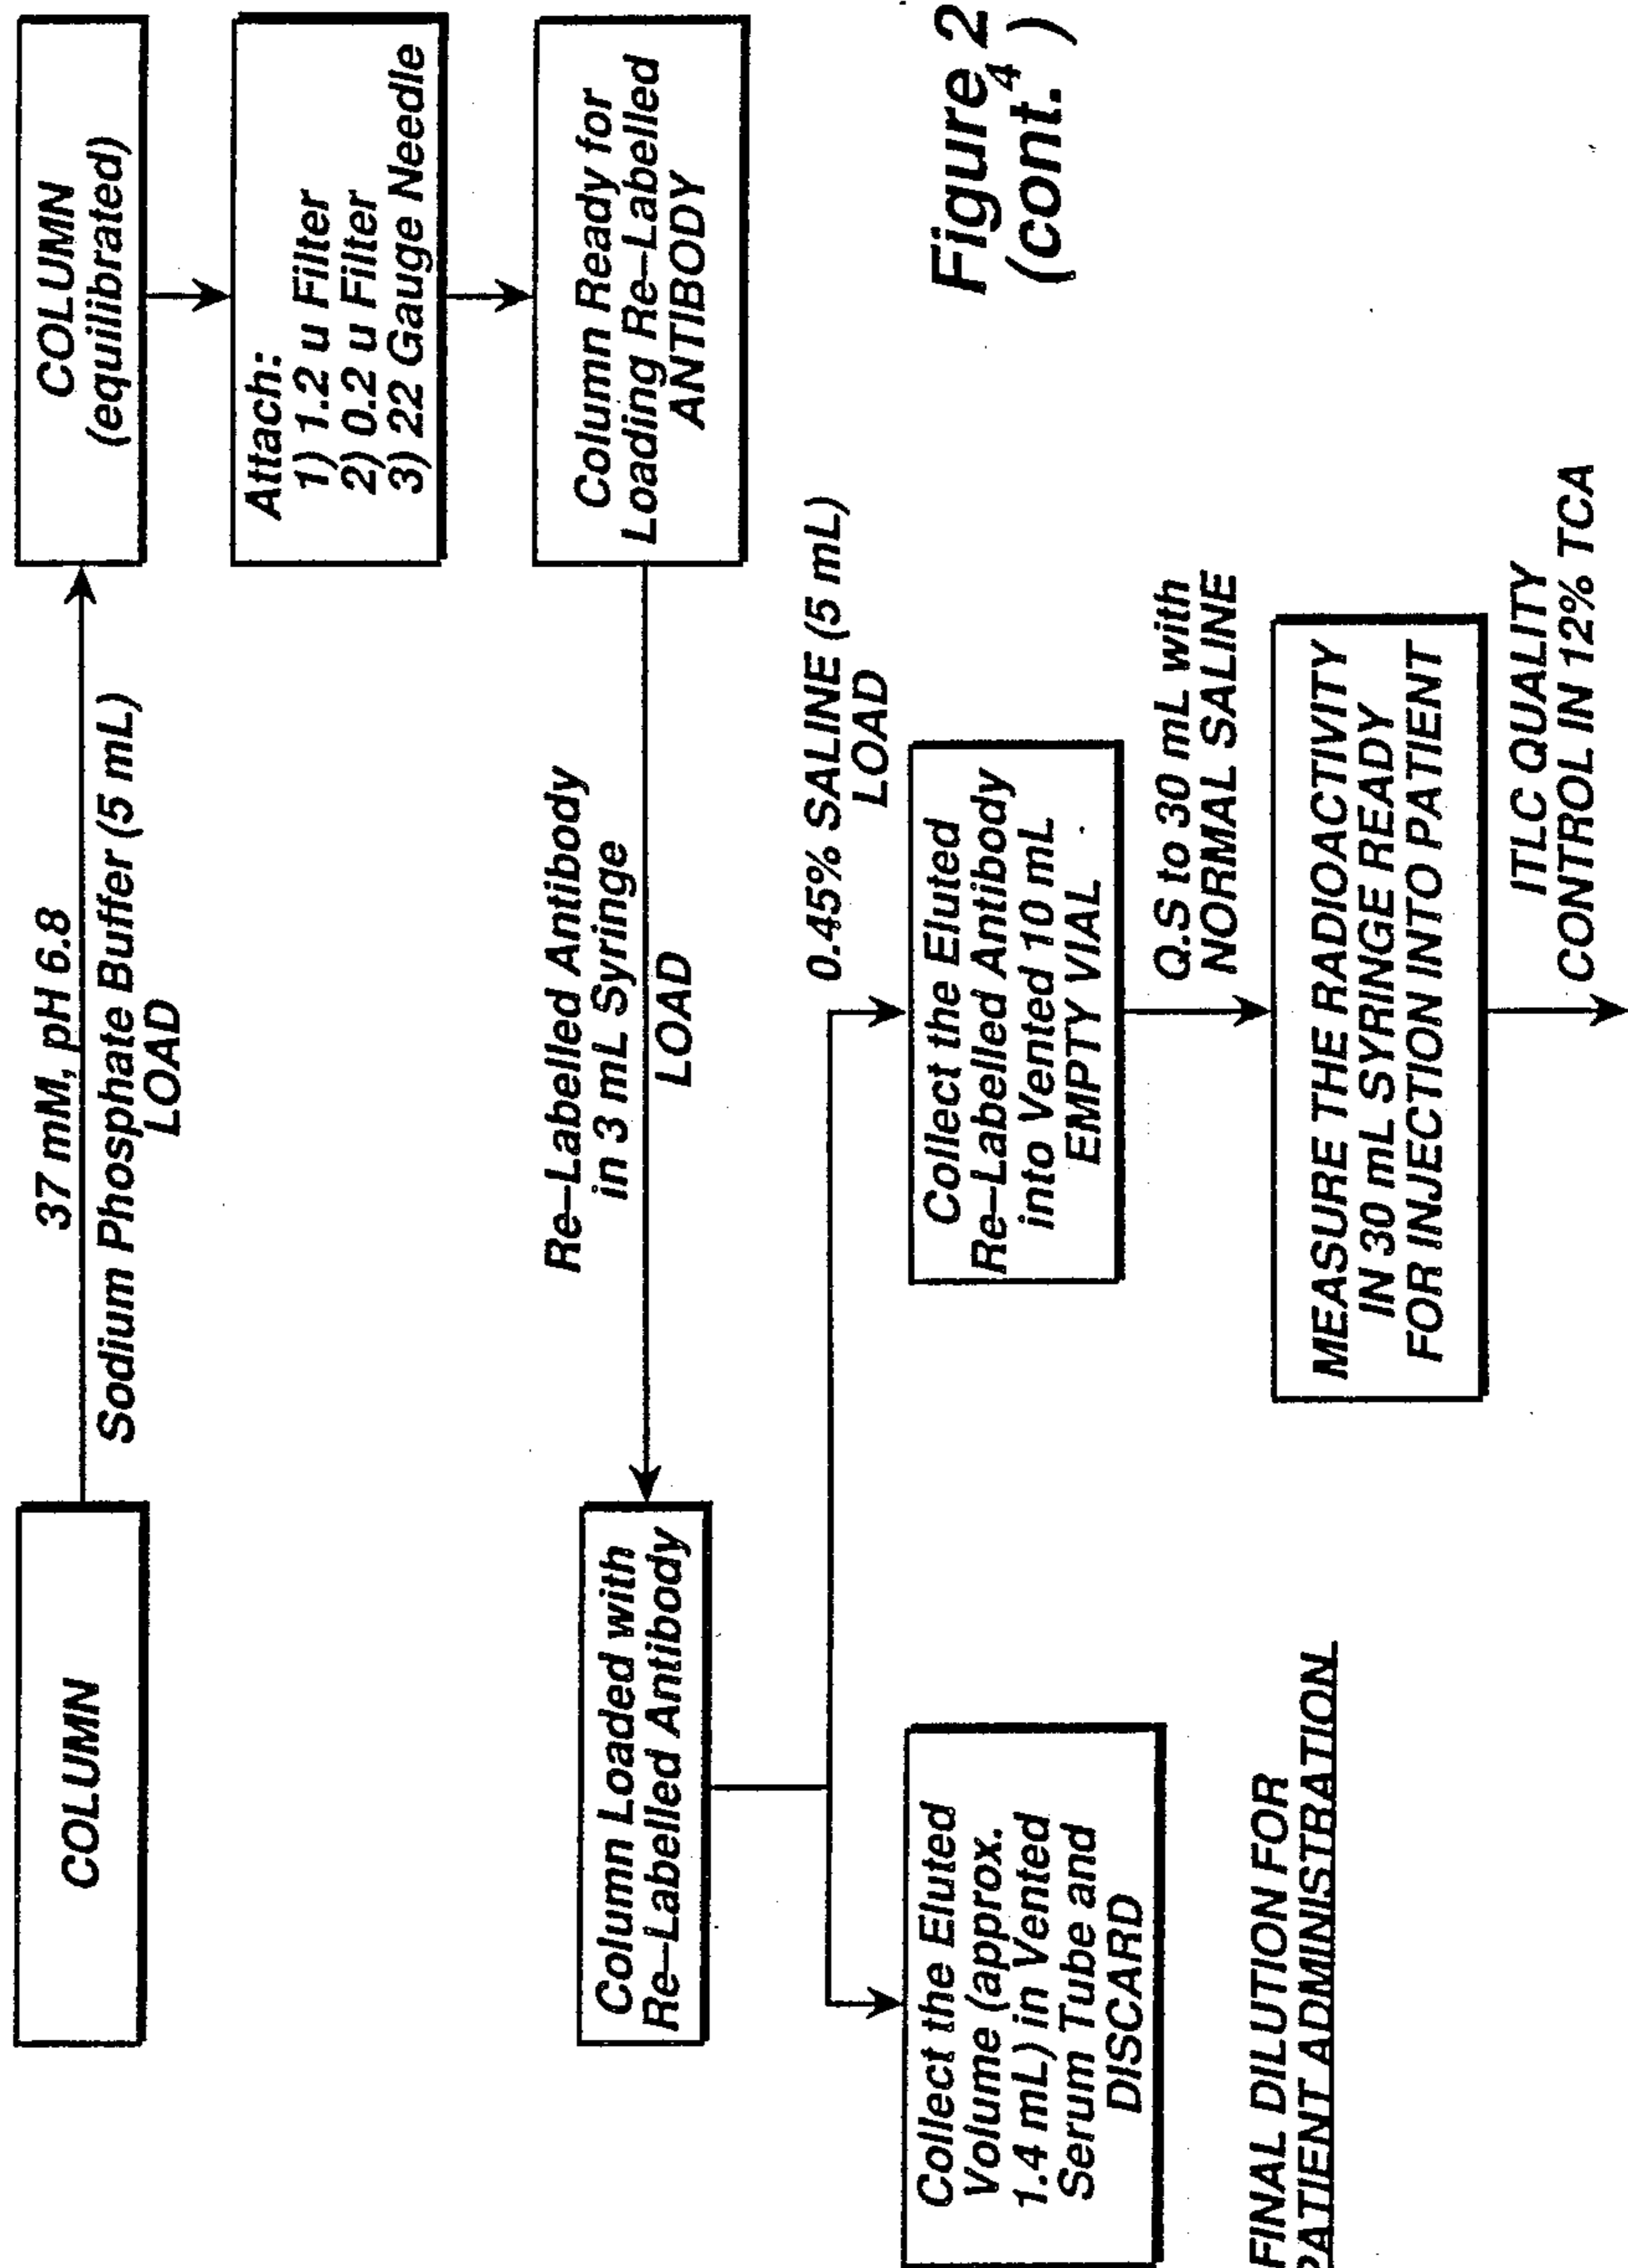 COLUMN
37 mM, pH 6.8
Sodium Phosphate Buffer (5 mL)
LOAD
COLUMN
(equilibrated)
Attach:
1) 1.2 u Filter
2) 0.2 u Filter
3) 22 Gauge Needle
Column Ready for
Loading Re-Labelled
ANTIBODY
Re-Labelled Antibody
in 3 mL Syringe
LOAD
Column Loaded with
Re-Labelled Antibody
0.45% SALINE (5 mL)
LOAD
Collect the Eluted
Volume (approx.
1.4 mL) in Vented
Serum Tube and
DISCARD
Collect the Eluted
Re-Labelled Antibody
into Vented 10 mL
EMPTY VIAL
Q.S to 30 mL with
NORMAL SALINE
FINAL DILUTION FOR
PATIENT ADMINISTRATION
MEASURE THE RADIOACTIVITY
IN 30 mL SYRINGE READY
FOR INJECTION INTO PATIENT
ITLC QUALITY
CONTROL IN 12% TCA
Figure 2
(cont.4)